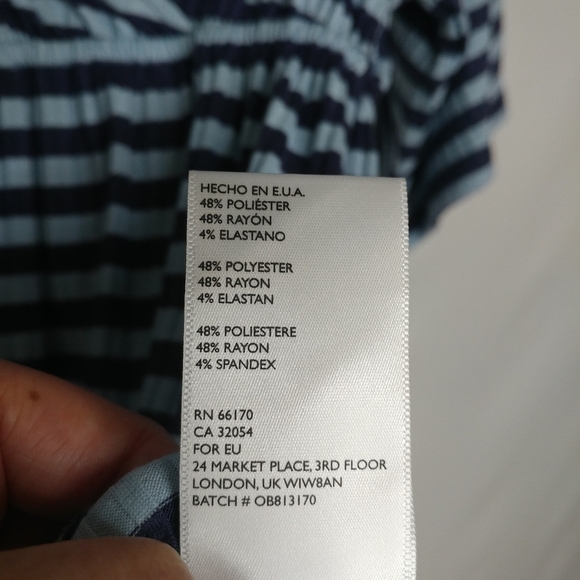 HECHO EN E.U.A.
48% POLIÉSTER
48% RAYÓN
4% ELASTANO
48% POLYESTER
48% RAYON
4% ELASTAN
48% POLIESTERE
48% RAYON
4% SPANDEX
RN 66170
CA 32054
FOR EU
24 MARKET PLACE, 3RD FLOOR
LONDON, UK WIW8AN
BATCH # OB813170